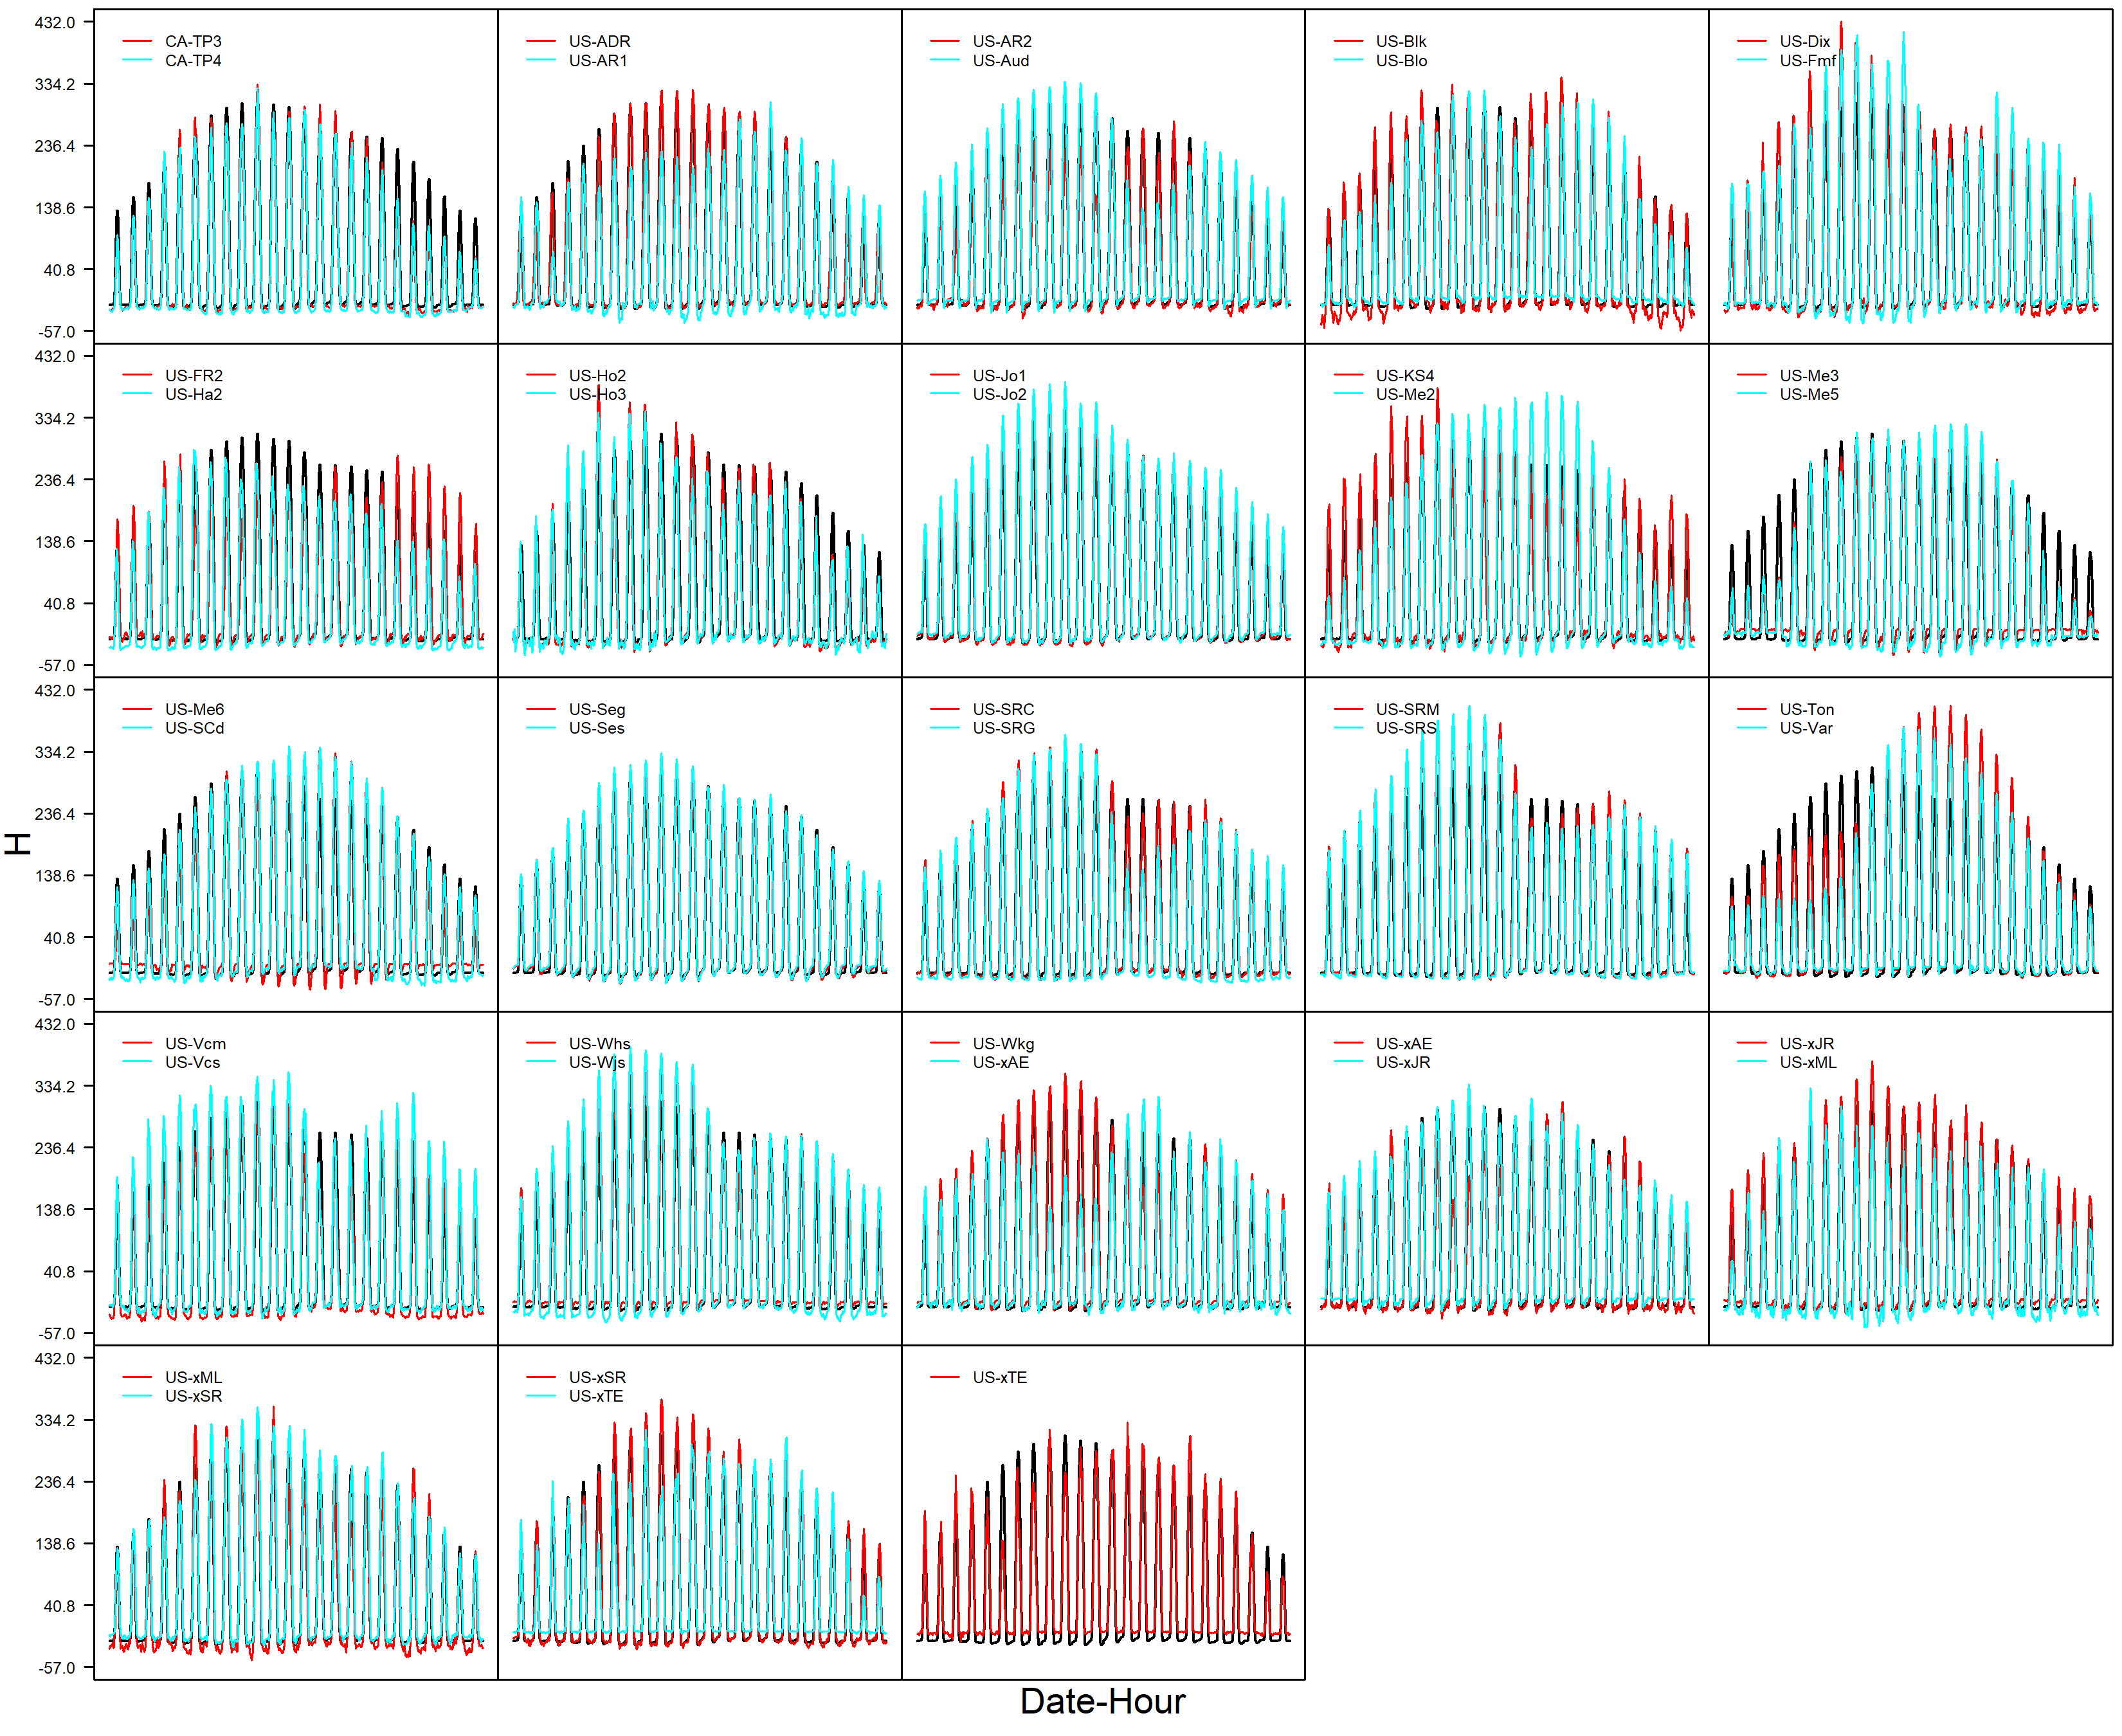 432.0
334.2
236.4
138.6
40.8
-57.0
CA-TP3
CA-TP4
US-ADR
US-AR1
US-AR2
US-Aud
US-Blk
US-Blo
US-Dix
US-Fmf
432.0
334.2
236.4
138.6
40.8
-57.0
US-FR2
US-Ha2
US-Ho2
US-Ho3
US-Jo1
US-Jo2
US-KS4
US-Me2
US-Me3
US-Me5
432.0
334.2
236.4
138.6
40.8
-57.0
US-Me6
US-SCd
US-Seg
US-Ses
US-SRC
US-SRG
US-SRM
US-SRS
US-Ton
US-Var
H
432.0
334.2
236.4
138.6
40.8
-57.0
US-Vcm
US-Vcs
US-Whs
US-Wjs
US-Wkg
US-xAE
US-xAE
US-xJR
US-xJR
US-xML
432.0
334.2
236.4
138.6
40.8
-57.0
US-xML
US-xSR
US-xSR
US-xTE
US-xTE
Date-Hour